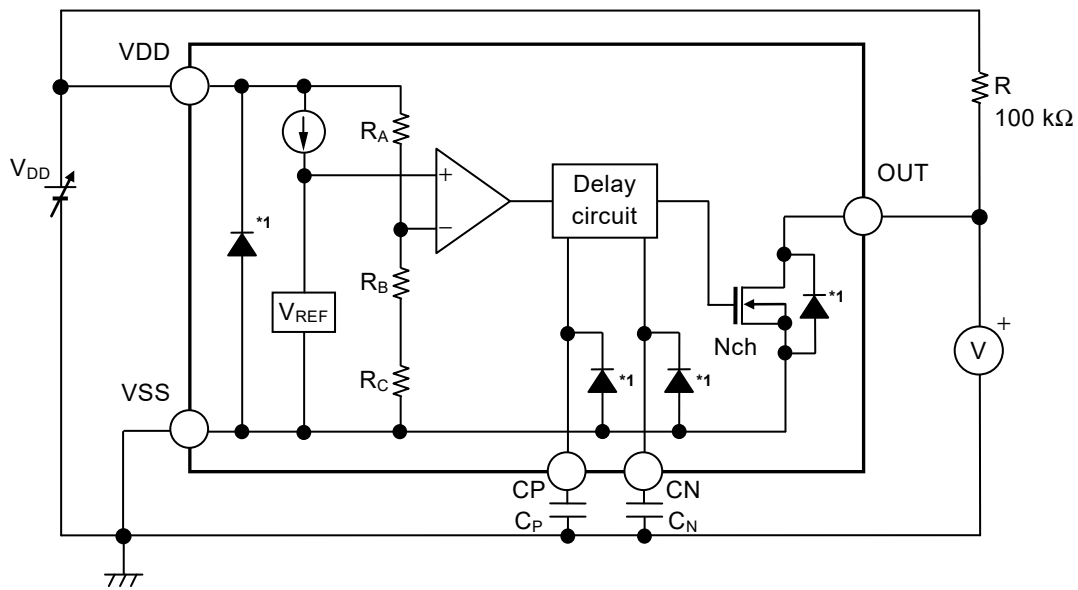 VDD
R
100 kΩ
RA
*1
VDD
+
−
Delay
circuit
OUT
RB
VREF
*1
Nch
+
V
RC
VSS
*1
*1
CP
CN
CP
CN